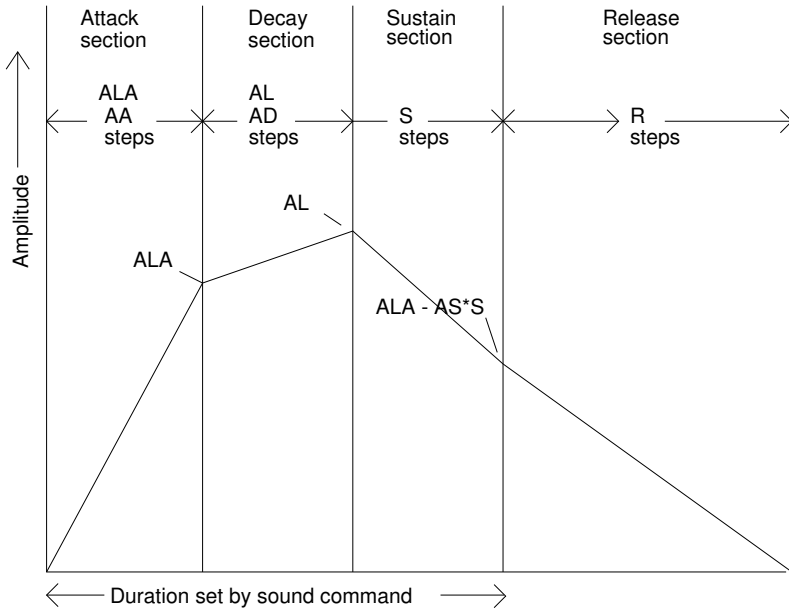 Attack
section
Decay
section
Sustain
section
Release
section
ALA
AA
steps
AL
AD
steps
S
steps
R
steps
Amplitude
AL
ALA
ALA - AS*S
Duration set by sound command